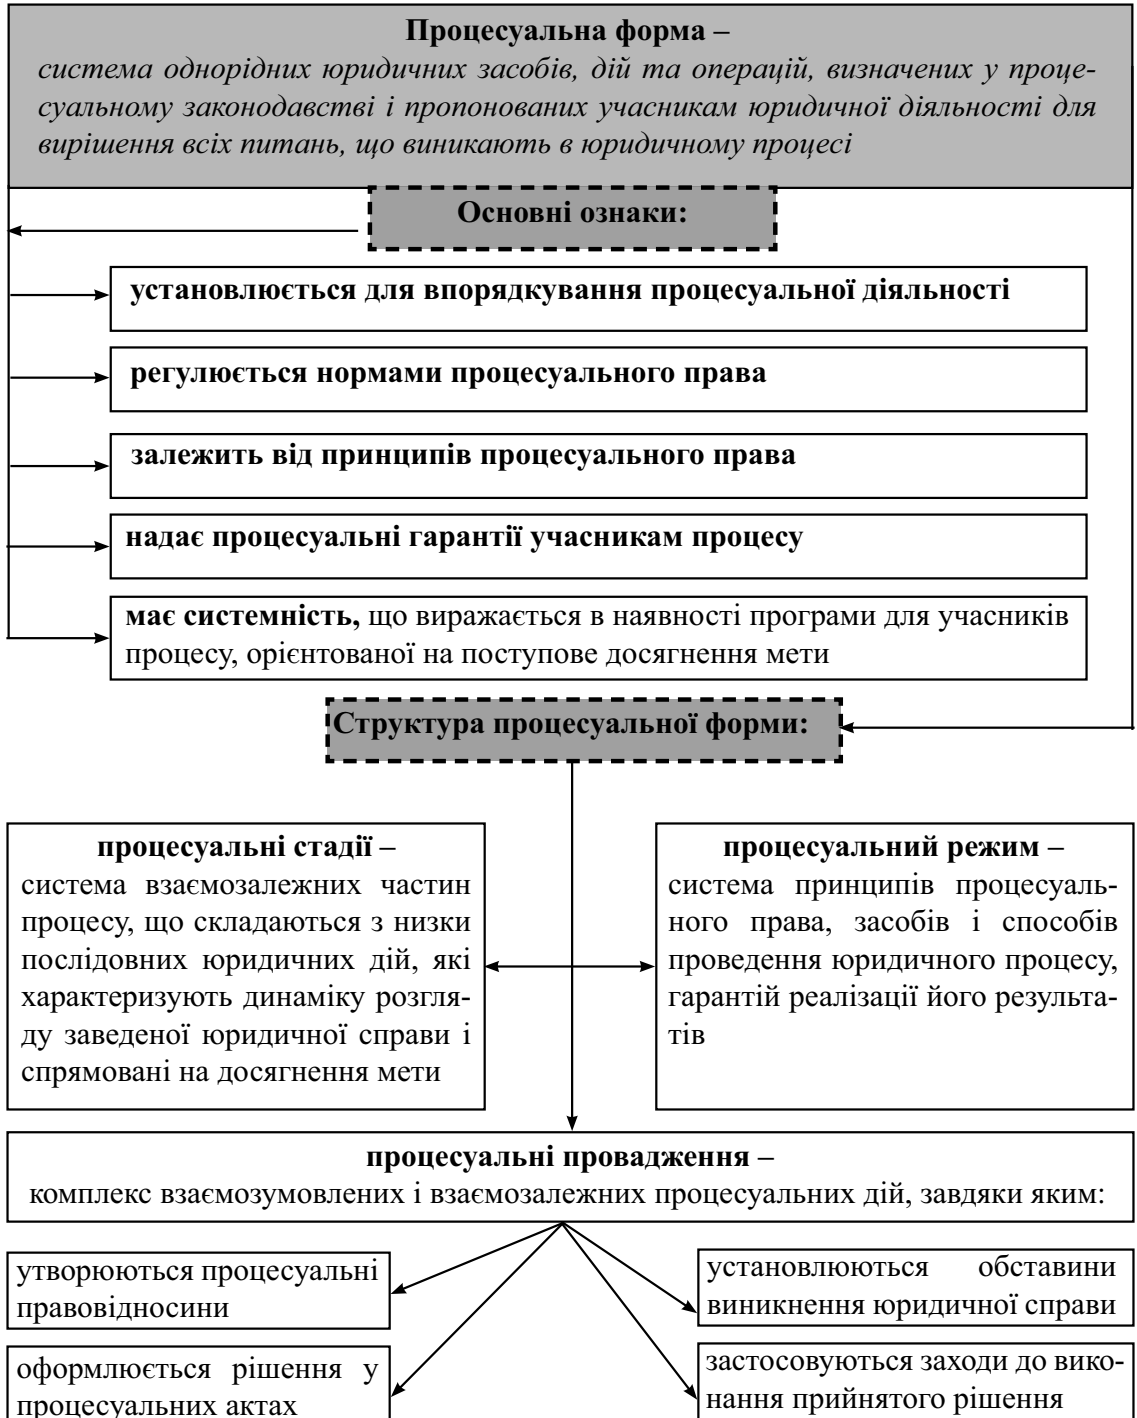 Процесуальна форма –
система однорідних юридичних засобів, дій та операцій, визначених у проце-
суальному законодавстві і пропонованих учасникам юридичної діяльності для
вирішення всіх питань, що виникають в юридичному процесі
Основні ознаки:
установлюється для впорядкування процесуальної діяльності
регулюється нормами процесуального права
залежить від принципів процесуального права
надає процесуальні гарантії учасникам процесу
має системність, що виражається в наявності програми для учасників
процесу, орієнтованої на поступове досягнення мети
Структура процесуальної форми:
процесуальні стадії –
система взаємозалежних частин
процесу, що складаються з низки
послідовних юридичних дій, які
характеризують динаміку розгля-
ду заведеної юридичної справи і
спрямовані на досягнення мети
процесуальний режим –
система принципів процесуаль-
ного права, засобів і способів
проведення юридичного процесу,
гарантій реалізації його результа-
тів
процесуальні провадження –
комплекс взаємозумовлених і взаємозалежних процесуальних дій, завдяки яким:
утворюються процесуальні
правовідносини
установлюються обставини
виникнення юридичної справи
оформлюється рішення у
процесуальних актах
застосовуються заходи до вико-
нання прийнятого рішення